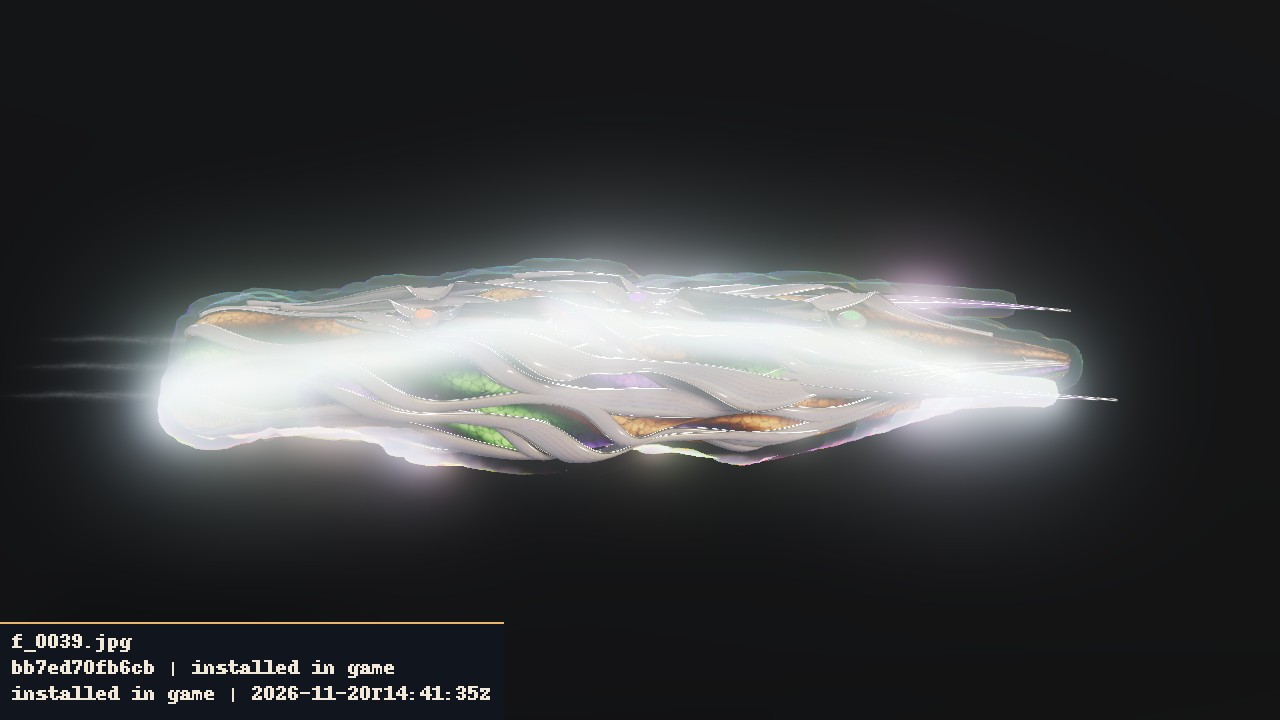 f_0039.jpg
bb7ed70fb6cb | installed in game
installed in game | 2026-11-20T14:41:35Z